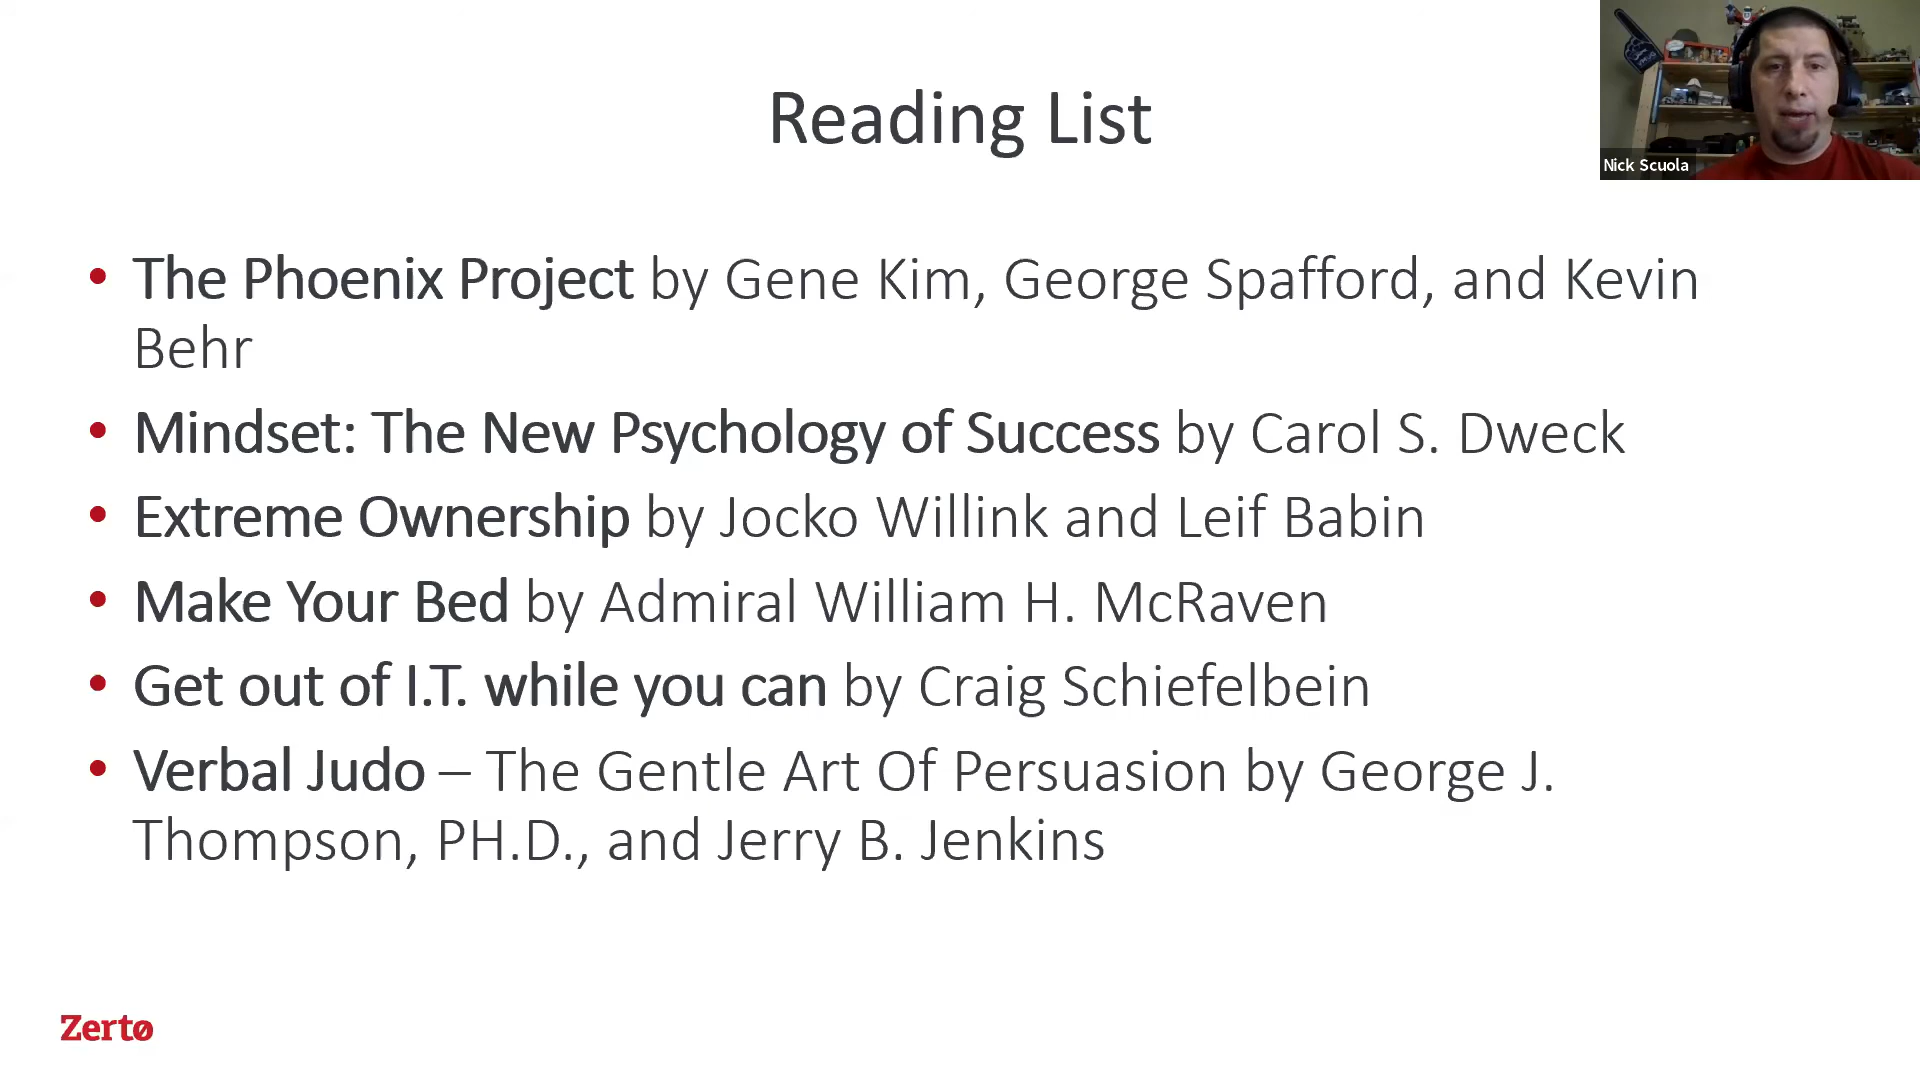 Reading List
Nick Scuola
• The Phoenix Project by Gene Kim, George Spafford, and Kevin
Behr
• Mindset: The New Psychology of Success by Carol S. Dweck
• Extreme Ownership by Jocko Willink and Leif Babin
• Make Your Bed by Admiral William H. McRaven
• Get out of I.T. while you can by Craig Schiefelbein
• Verbal Judo – The Gentle Art Of Persuasion by George J.
Thompson, PH.D., and Jerry B. Jenkins
Zerto